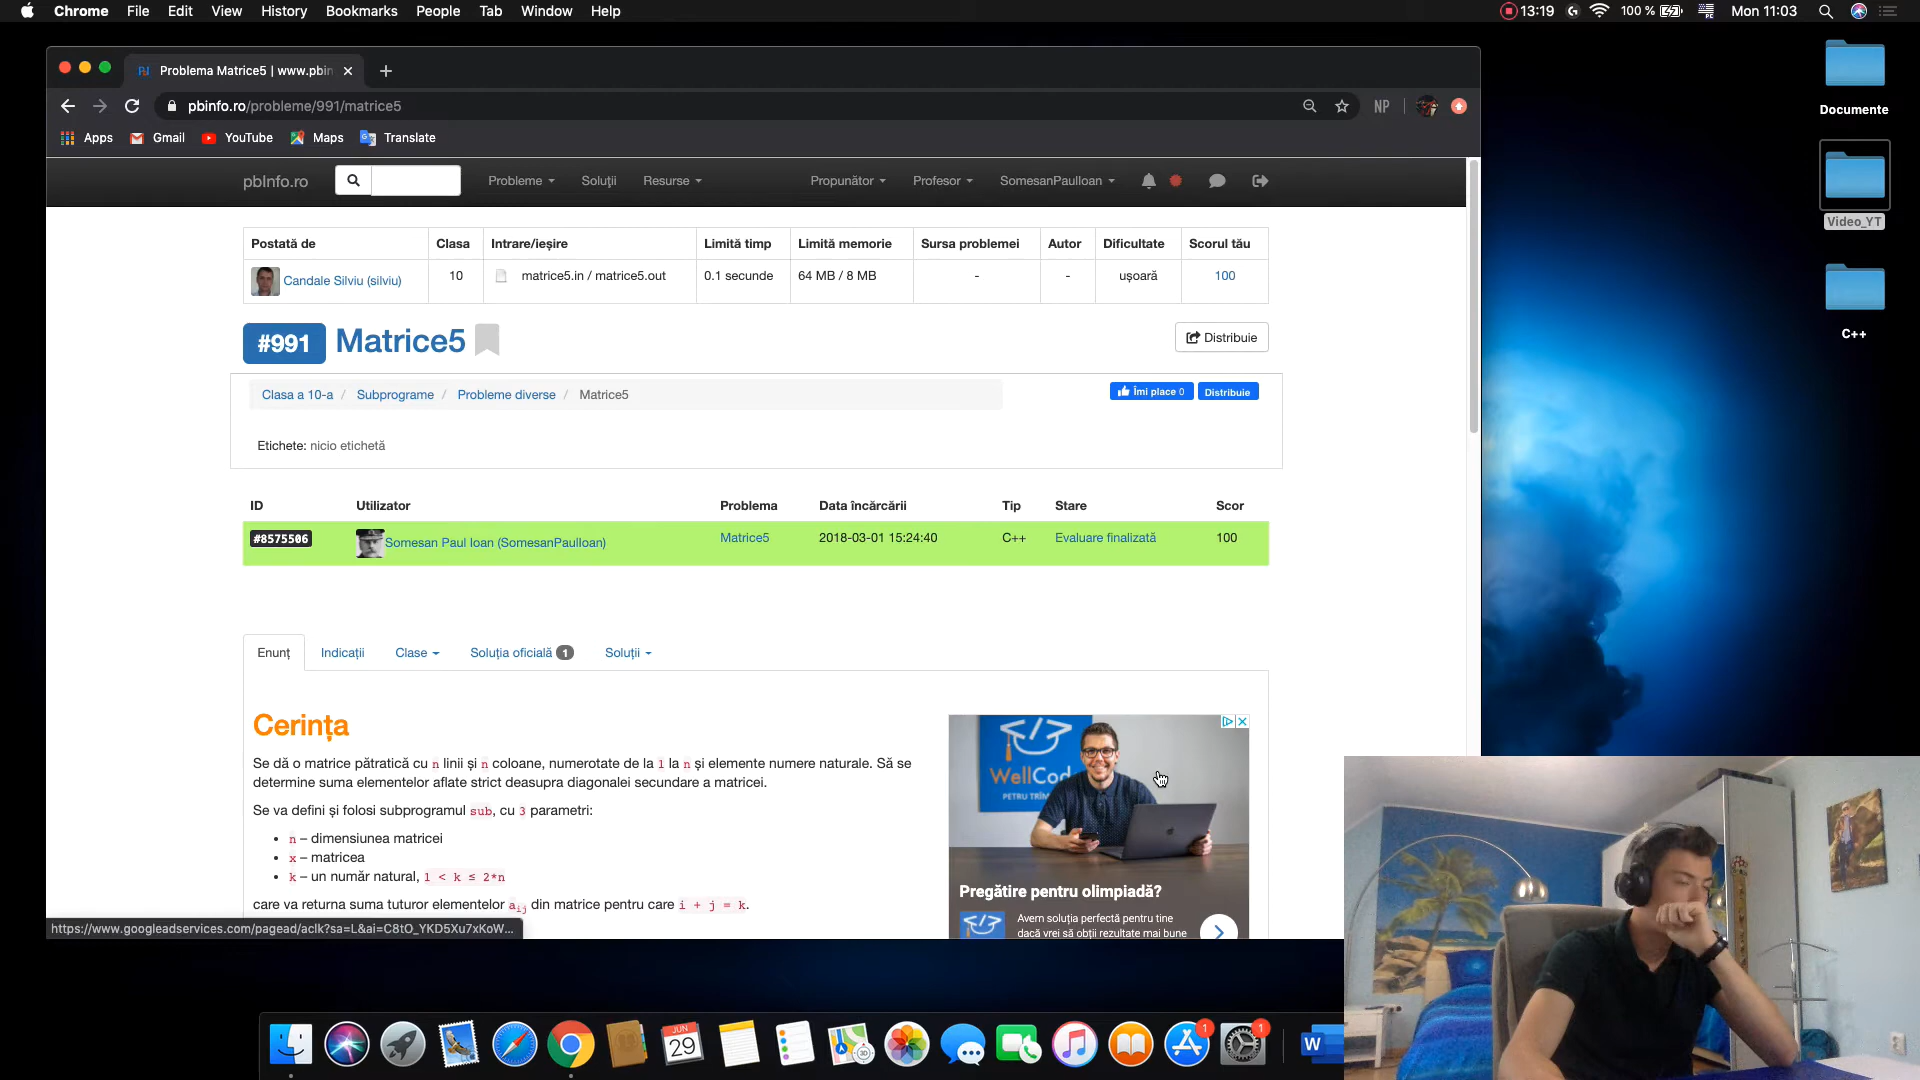 Chrome File Edit View History Bookmarks People Tab Window Help
13:19 100 % Mon 11:03
Problema Matrice5 | www.pbin
pbinfo.ro/probleme/991/matrice5
NP
Apps Gmail YouTube Maps Translate
pbInfo.ro Probleme Soluții Resurse Propunător Profesor SomesanPaulIoan
Postată de Clasa Intrare/ieșire Limită timp Limită memorie Sursa problemei Autor Dificultate Scorul tău
Candale Silviu (silviu) 10 matrice5.in / matrice5.out 0.1 secunde 64 MB / 8 MB - - ușoară 100
#991 Matrice5
Distribuie
Clasa a 10-a / Subprograme / Probleme diverse / Matrice5
Îmi place 0 Distribuie
Etichete: nicio etichetă
ID Utilizator Problema Data încărcării Tip Stare Scor
#8575506 Somesan Paul Ioan (SomesanPaulIoan) Matrice5 2018-03-01 15:24:40 C++ Evaluare finalizată 100
Enunț Indicații Clase Soluția oficială 1 Soluții
Cerința
Se dă o matrice pătratică cu n linii și n coloane, numerotate de la 1 la n și elemente numere naturale. Să se
determine suma elementelor aflate strict deasupra diagonalei secundare a matricei.
Se va defini și folosi subprogramul sub, cu 3 parametri:
n – dimensiunea matricei
x – matricea
k – un număr natural, 1 < k ≤ 2*n
care va returna suma tuturor elementelor aij din matrice pentru care i + j = k.
WellCod
PETRU TRÎM
Pregătire pentru olimpiadă?
Avem soluția perfectă pentru tine
dacă vrei să obții rezultate mai bune
https://www.googleadservices.com/pagead/aclk?sa=L&ai=C8tO_YKD5Xu7xKoW...
Documente
Video_YT
C++
JUN
29
3D
1
1
W